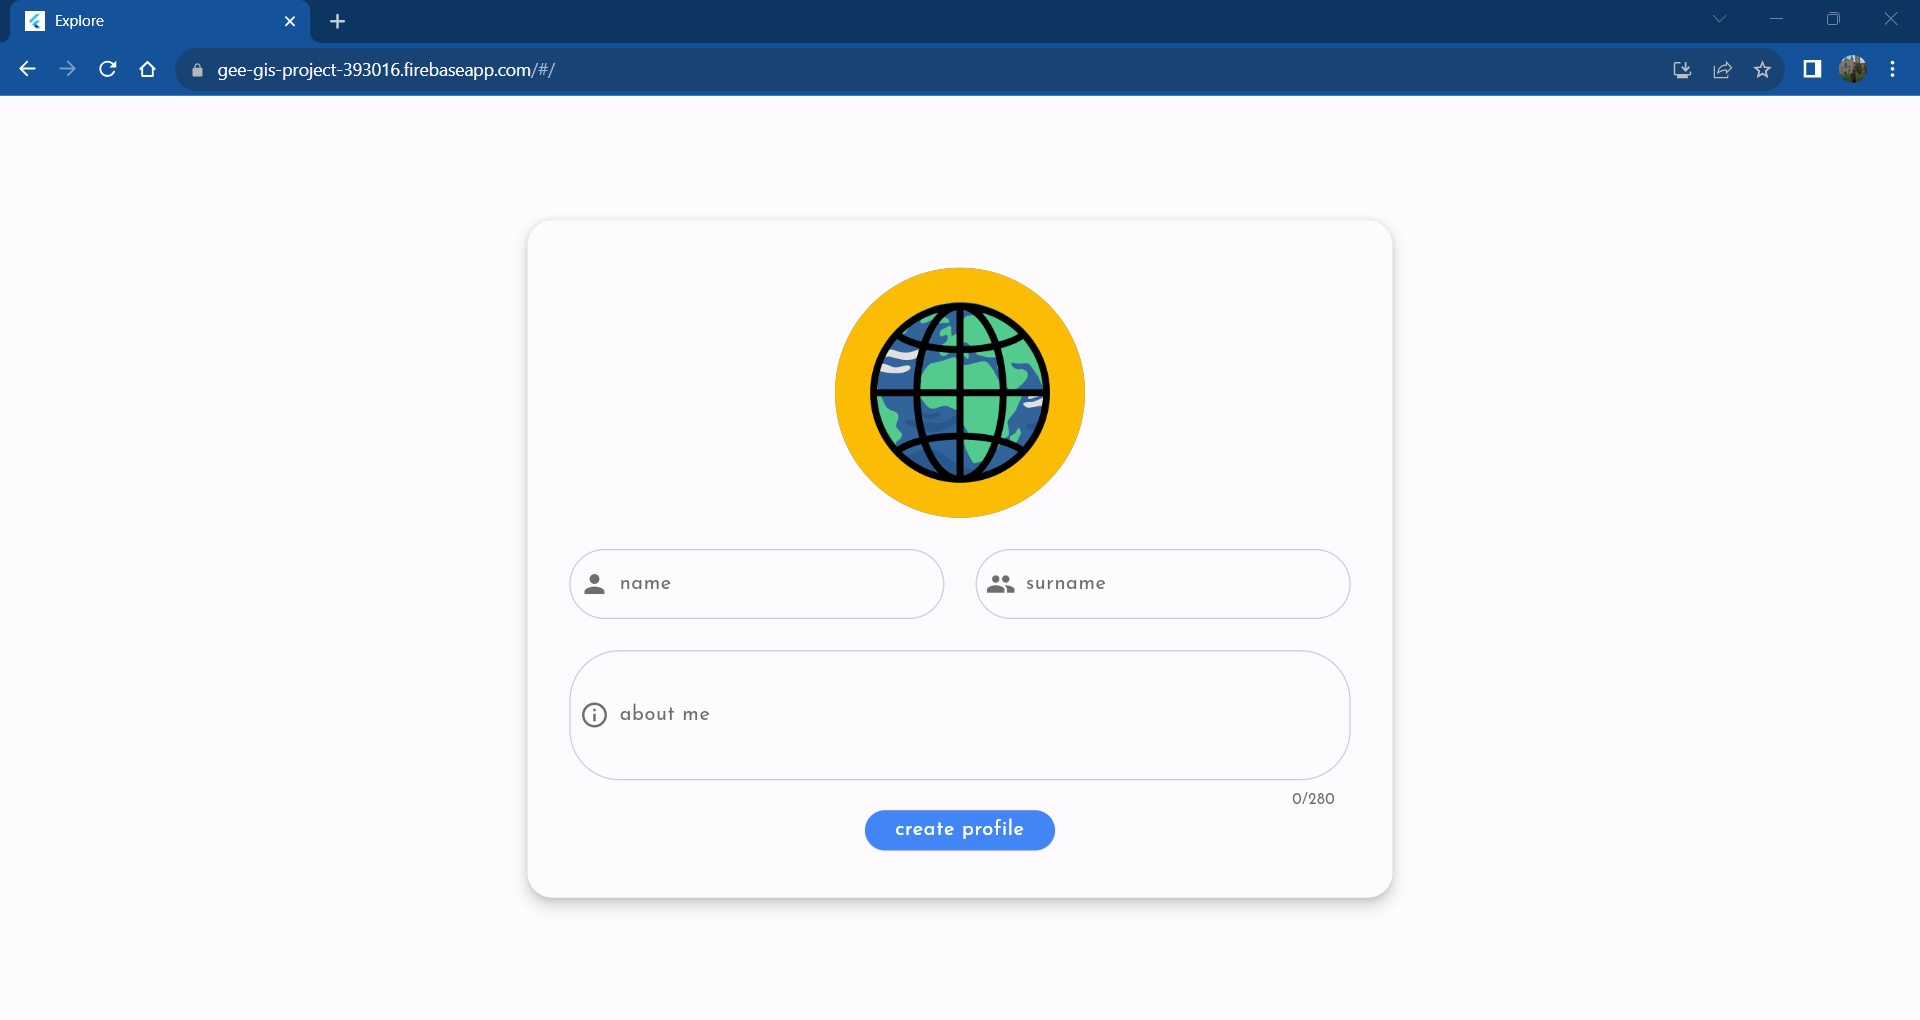 Explore
gee-gis-project-393016.firebaseapp.com/#/
name
surname
about me
0/280
create profile